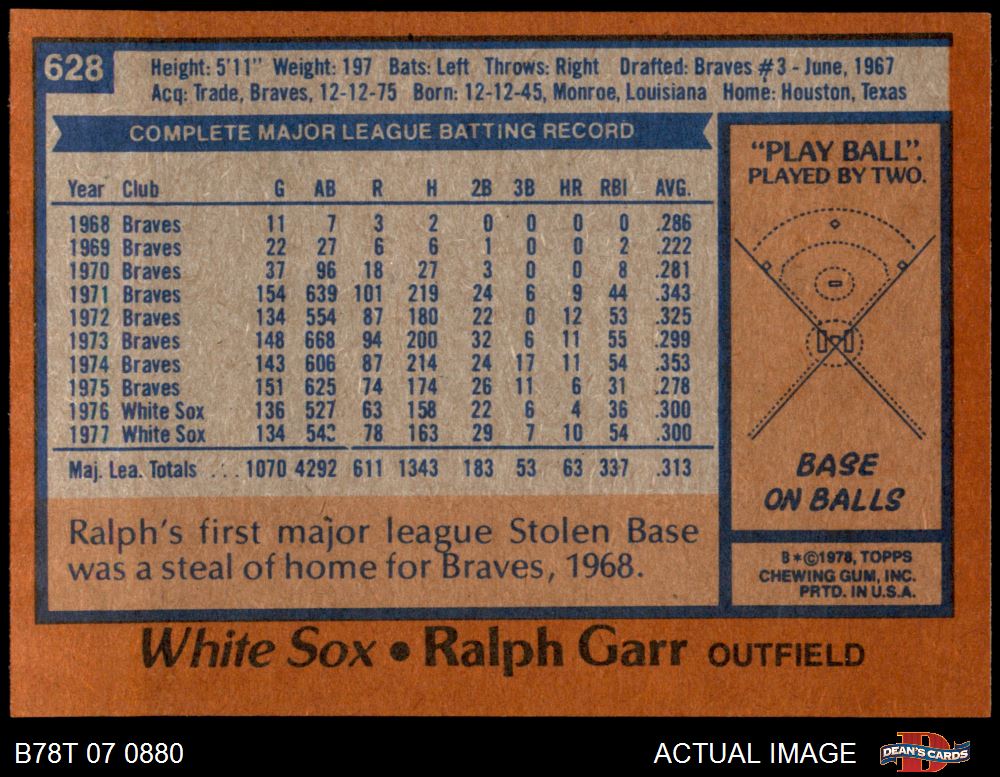 628
Height: 5'11" Weight: 197 Bats: Left Throws: Right Drafted: Braves #3 - June, 1967
Acq: Trade, Braves, 12-12-75 Born: 12-12-45, Monroe, Louisiana Home: Houston, Texas
COMPLETE MAJOR LEAGUE BATTING RECORD
Year Club G AB R H 2B 3B HR RBI AVG.
1968 Braves 11 7 3 2 0 0 0 0 .286
1969 Braves 22 27 6 6 1 0 0 2 .222
1970 Braves 37 96 18 27 3 0 0 8 .281
1971 Braves 154 639 101 219 24 6 9 44 .343
1972 Braves 134 554 87 180 22 0 12 53 .325
1973 Braves 148 668 94 200 32 6 11 55 .299
1974 Braves 143 606 87 214 24 17 11 54 .353
1975 Braves 151 625 74 174 26 11 6 31 .278
1976 White Sox 136 527 63 158 22 6 4 36 .300
1977 White Sox 134 78 163 29 7 10 54 .300
Maj. Lea. Totals ... 1070 4292 611 1343 183 53 63 337 .313
Ralph's first major league Stolen Base
was a steal of home for Braves, 1968.
"PLAY BALL".
PLAYED BY TWO.
BASE
ON BALLS
B*©1978, TOPPS
CHEWING GUM, INC.
PRTD. IN U.S.A.
White Sox • Ralph Garr OUTFIELD
B78T 07 0880
ACTUAL IMAGE
DEAN'S CARDS